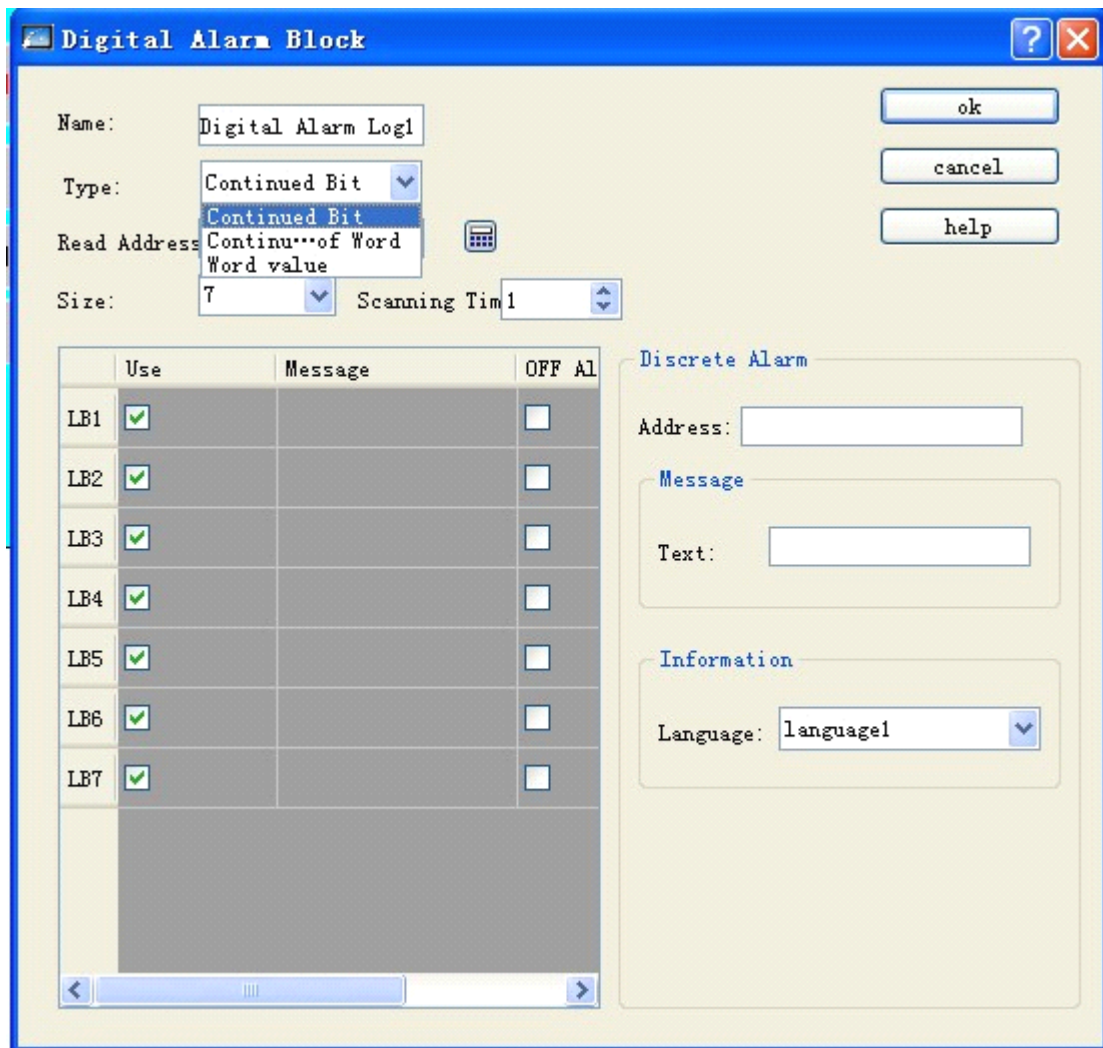 Digital Alarm Block
Name: Digital Alarm Log1 ok
Type: Continued Bit cancel
Continued Bit
Read Address Continu…of Word help
Word value
Size: 7 Scanning Tim 1
Use Message OFF Al
Discrete Alarm
LB1
Address:
LB2
Message
LB3
Text:
LB4
LB5
Information
LB6
Language: language1
LB7